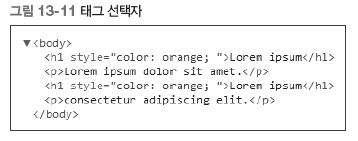 그림 13-11 태그 선택자
▼<body>
<h1 style="color: orange; ">Lorem ipsum</h1>
<p>Lorem ipsum dolor sit amet.</p>
<h1 style="color: orange; ">Lorem ipsum</h1>
<p>consectetur adipiscing elit.</p>
</body>